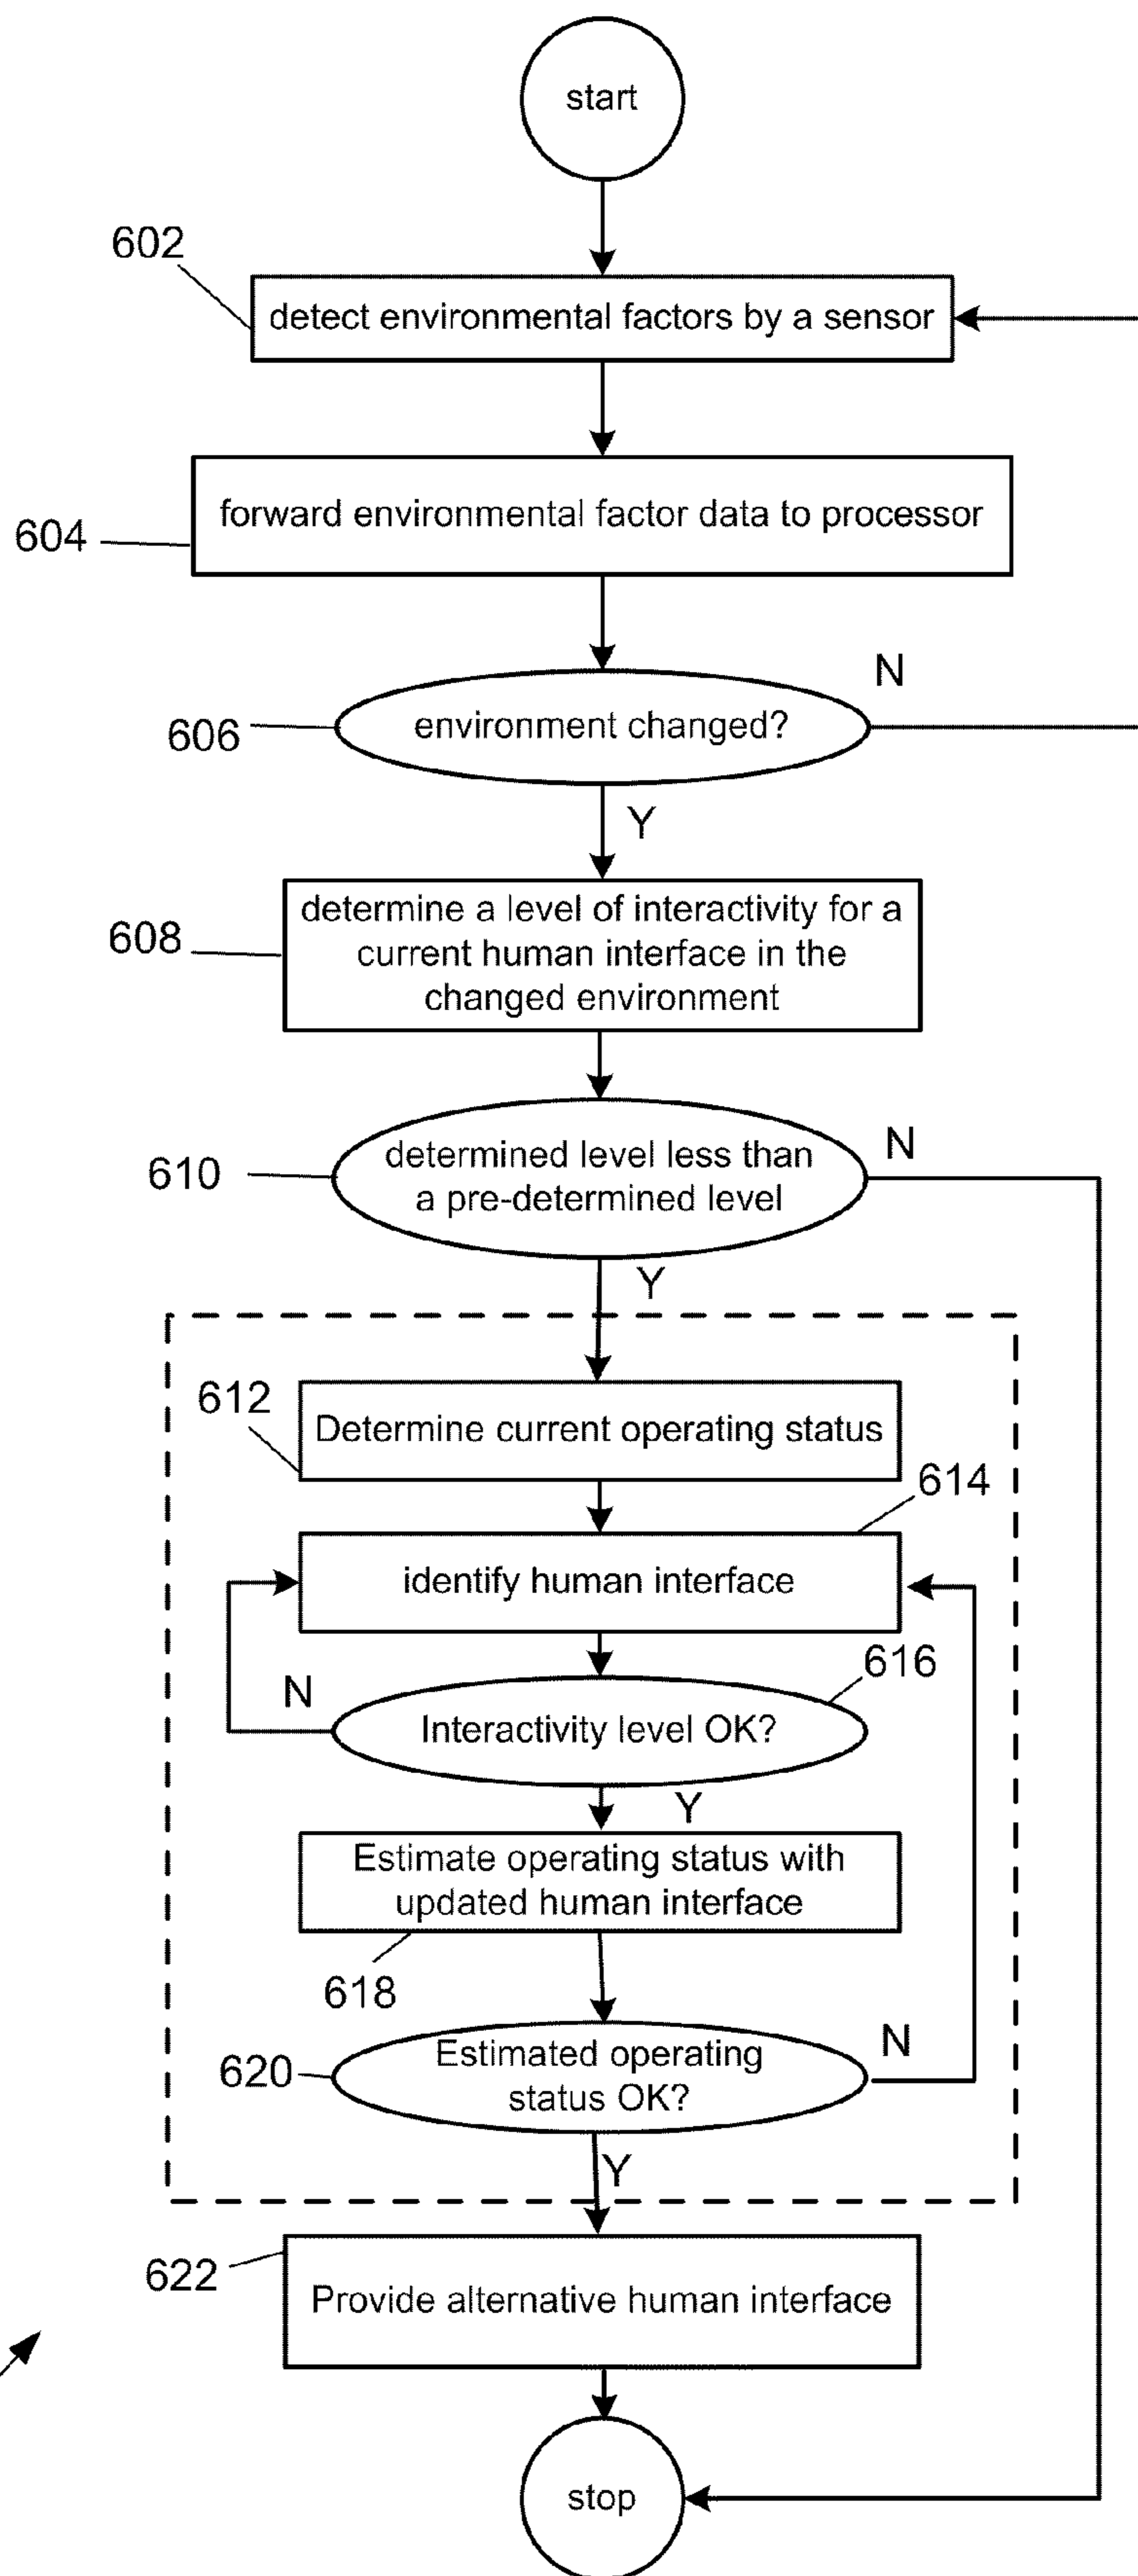 start
602
detect environmental factors by a sensor
604
forward environmental factor data to processor
606
environment changed?
N
Y
608
determine a level of interactivity for a
current human interface in the
changed environment
610
determined level less than
a pre-determined level
N
Y
612
Determine current operating status
614
identify human interface
616
N
Interactivity level OK?
Y
Estimate operating status with
updated human interface
618
620
Estimated operating
status OK?
N
Y
622
Provide alternative human interface
stop